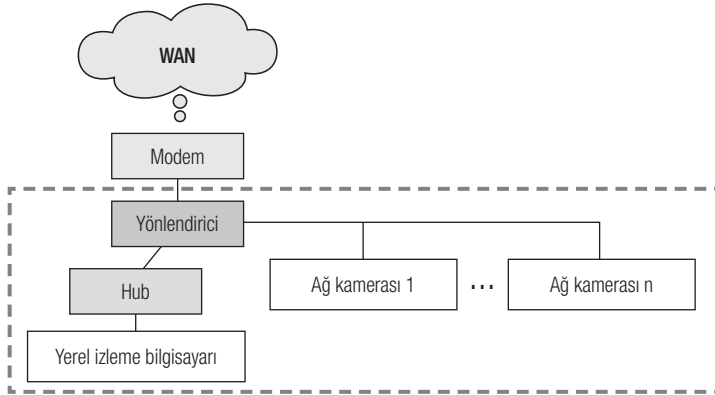 WAN
Modem
Yönlendirici
Hub
Ağ kamerası 1
...
Ağ kamerası n
Yerel izleme bilgisayarı